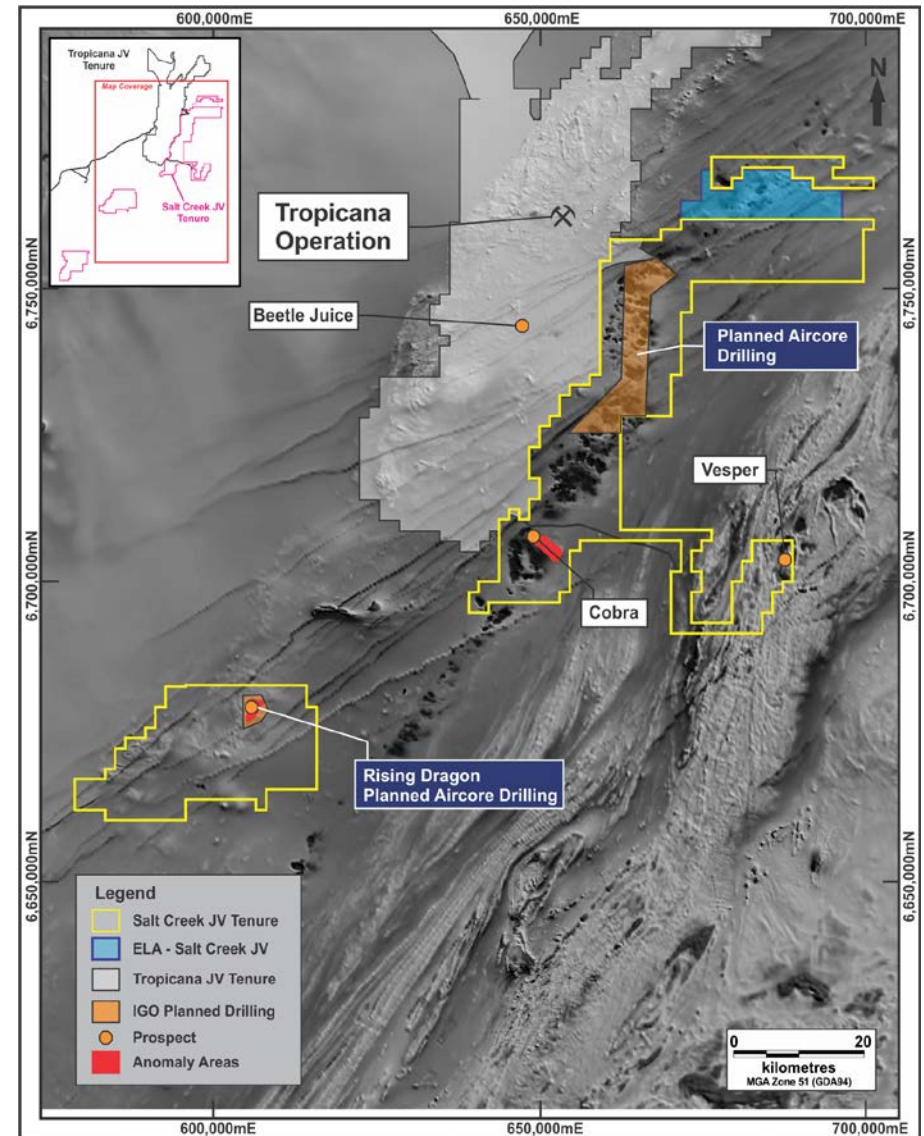 600,000mE
650,000mE
700,000mE
Tropicana JV
Tenure
Map Coverage
Salt Creek JV
Tenure
N
Tropicana
Operation
6,750,000mN
6,750,000mN
Beetle Juice
Planned Aircore
Drilling
Vesper
6,700,000mN
6,700,000mN
Cobra
Rising Dragon
Planned Aircore Drilling
6,650,000mN
6,650,000mN
Legend
Salt Creek JV Tenure
ELA - Salt Creek JV
Tropicana JV Tenure
IGO Planned Drilling
Prospect
Anomaly Areas
0 20
kilometres
MGA Zone 51 (GDA94)
600,000mE
650,000mE
700,000mE